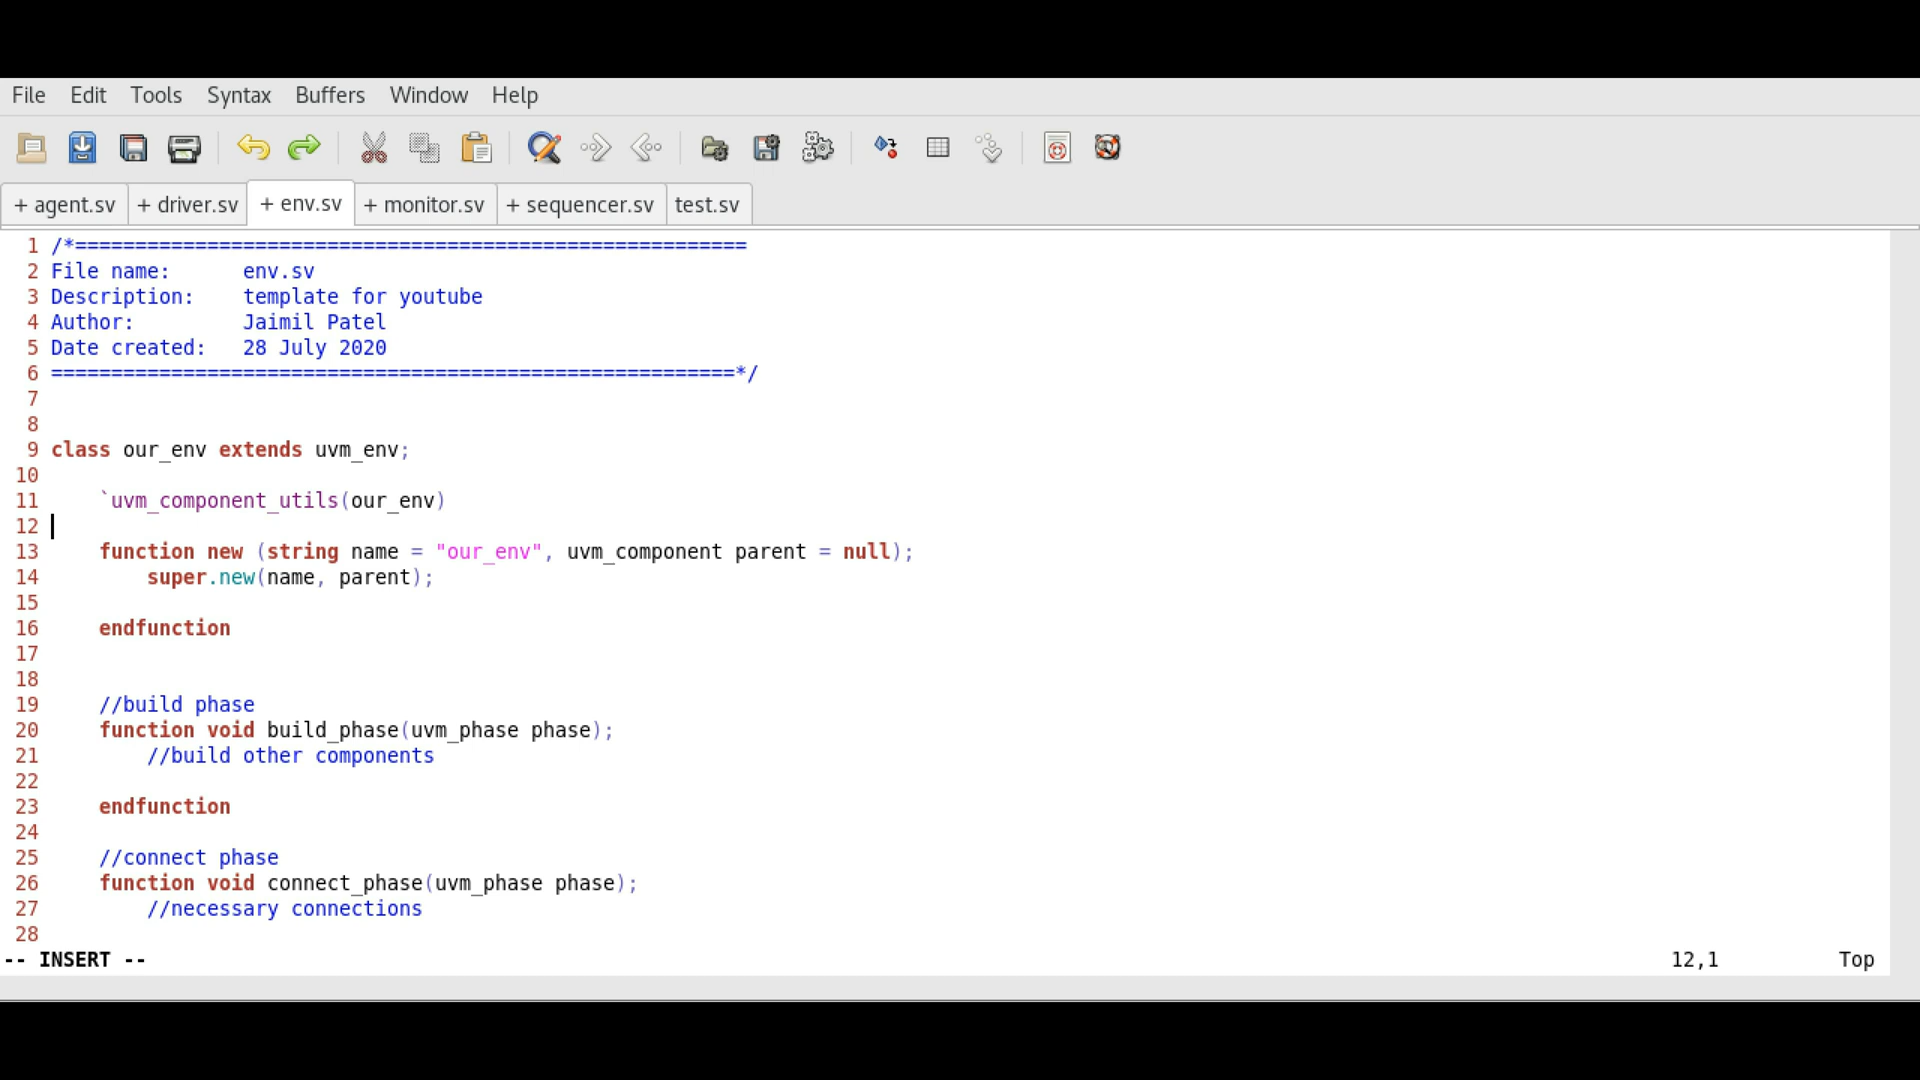 File Edit Tools Syntax Buffers Window Help
+ agent.sv + driver.sv + env.sv + monitor.sv + sequencer.sv test.sv
1 /*========================================================
2 File name:      env.sv
3 Description:    template for youtube
4 Author:         Jaimil Patel
5 Date created:   28 July 2020
6 =========================================================*/
7
8
9 class our_env extends uvm_env;
10
11     `uvm_component_utils(our_env)
12
13     function new (string name = "our_env", uvm_component parent = null);
14         super.new(name, parent);
15
16     endfunction
17
18
19     //build phase
20     function void build_phase(uvm_phase phase);
21         //build other components
22
23     endfunction
24
25     //connect phase
26     function void connect_phase(uvm_phase phase);
27         //necessary connections
28
-- INSERT -- 12,1 Top